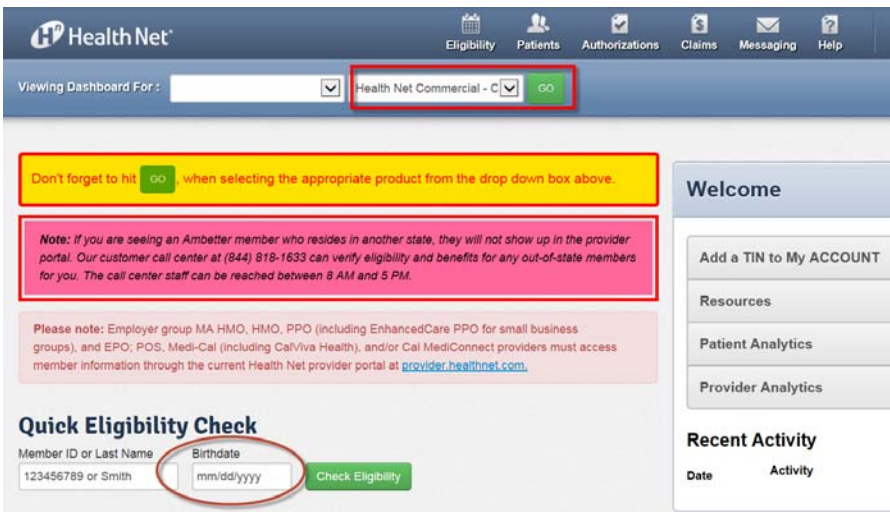 Health Net®
Eligibility
Patients
Authorizations
Claims
Messaging
Help
Viewing Dashboard For :
Health Net Commercial - C
GO
Don't forget to hit GO , when selecting the appropriate product from the drop down box above.
Note: If you are seeing an Ambetter member who resides in another state, they will not show up in the provider
portal. Our customer call center at (844) 818-1633 can verify eligibility and benefits for any out-of-state members
for you. The call center staff can be reached between 8 AM and 5 PM.
Please note: Employer group MA HMO, HMO, PPO (including EnhancedCare PPO for small business
groups), and EPO; POS, Medi-Cal (including CalViva Health), and/or Cal MediConnect providers must access
member information through the current Health Net provider portal at provider.healthnet.com.
Quick Eligibility Check
Member ID or Last Name
Birthdate
123456789 or Smith
mm/dd/yyyy
Check Eligibility
Welcome
Add a TIN to My ACCOUNT
Resources
Patient Analytics
Provider Analytics
Recent Activity
Date
Activity